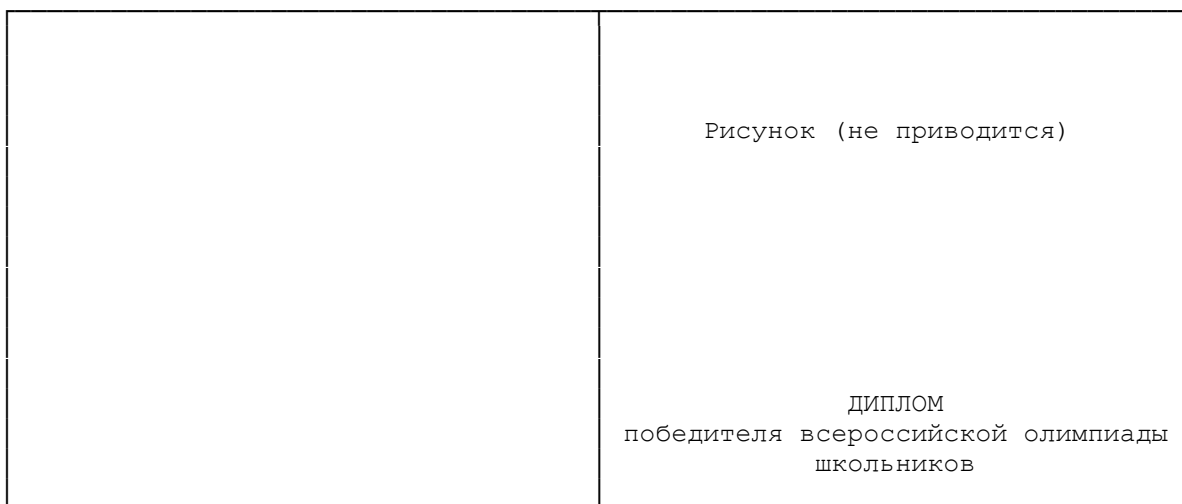 Рисунок (не приводится)
ДИПЛОМ
победителя всероссийской олимпиады
школьников